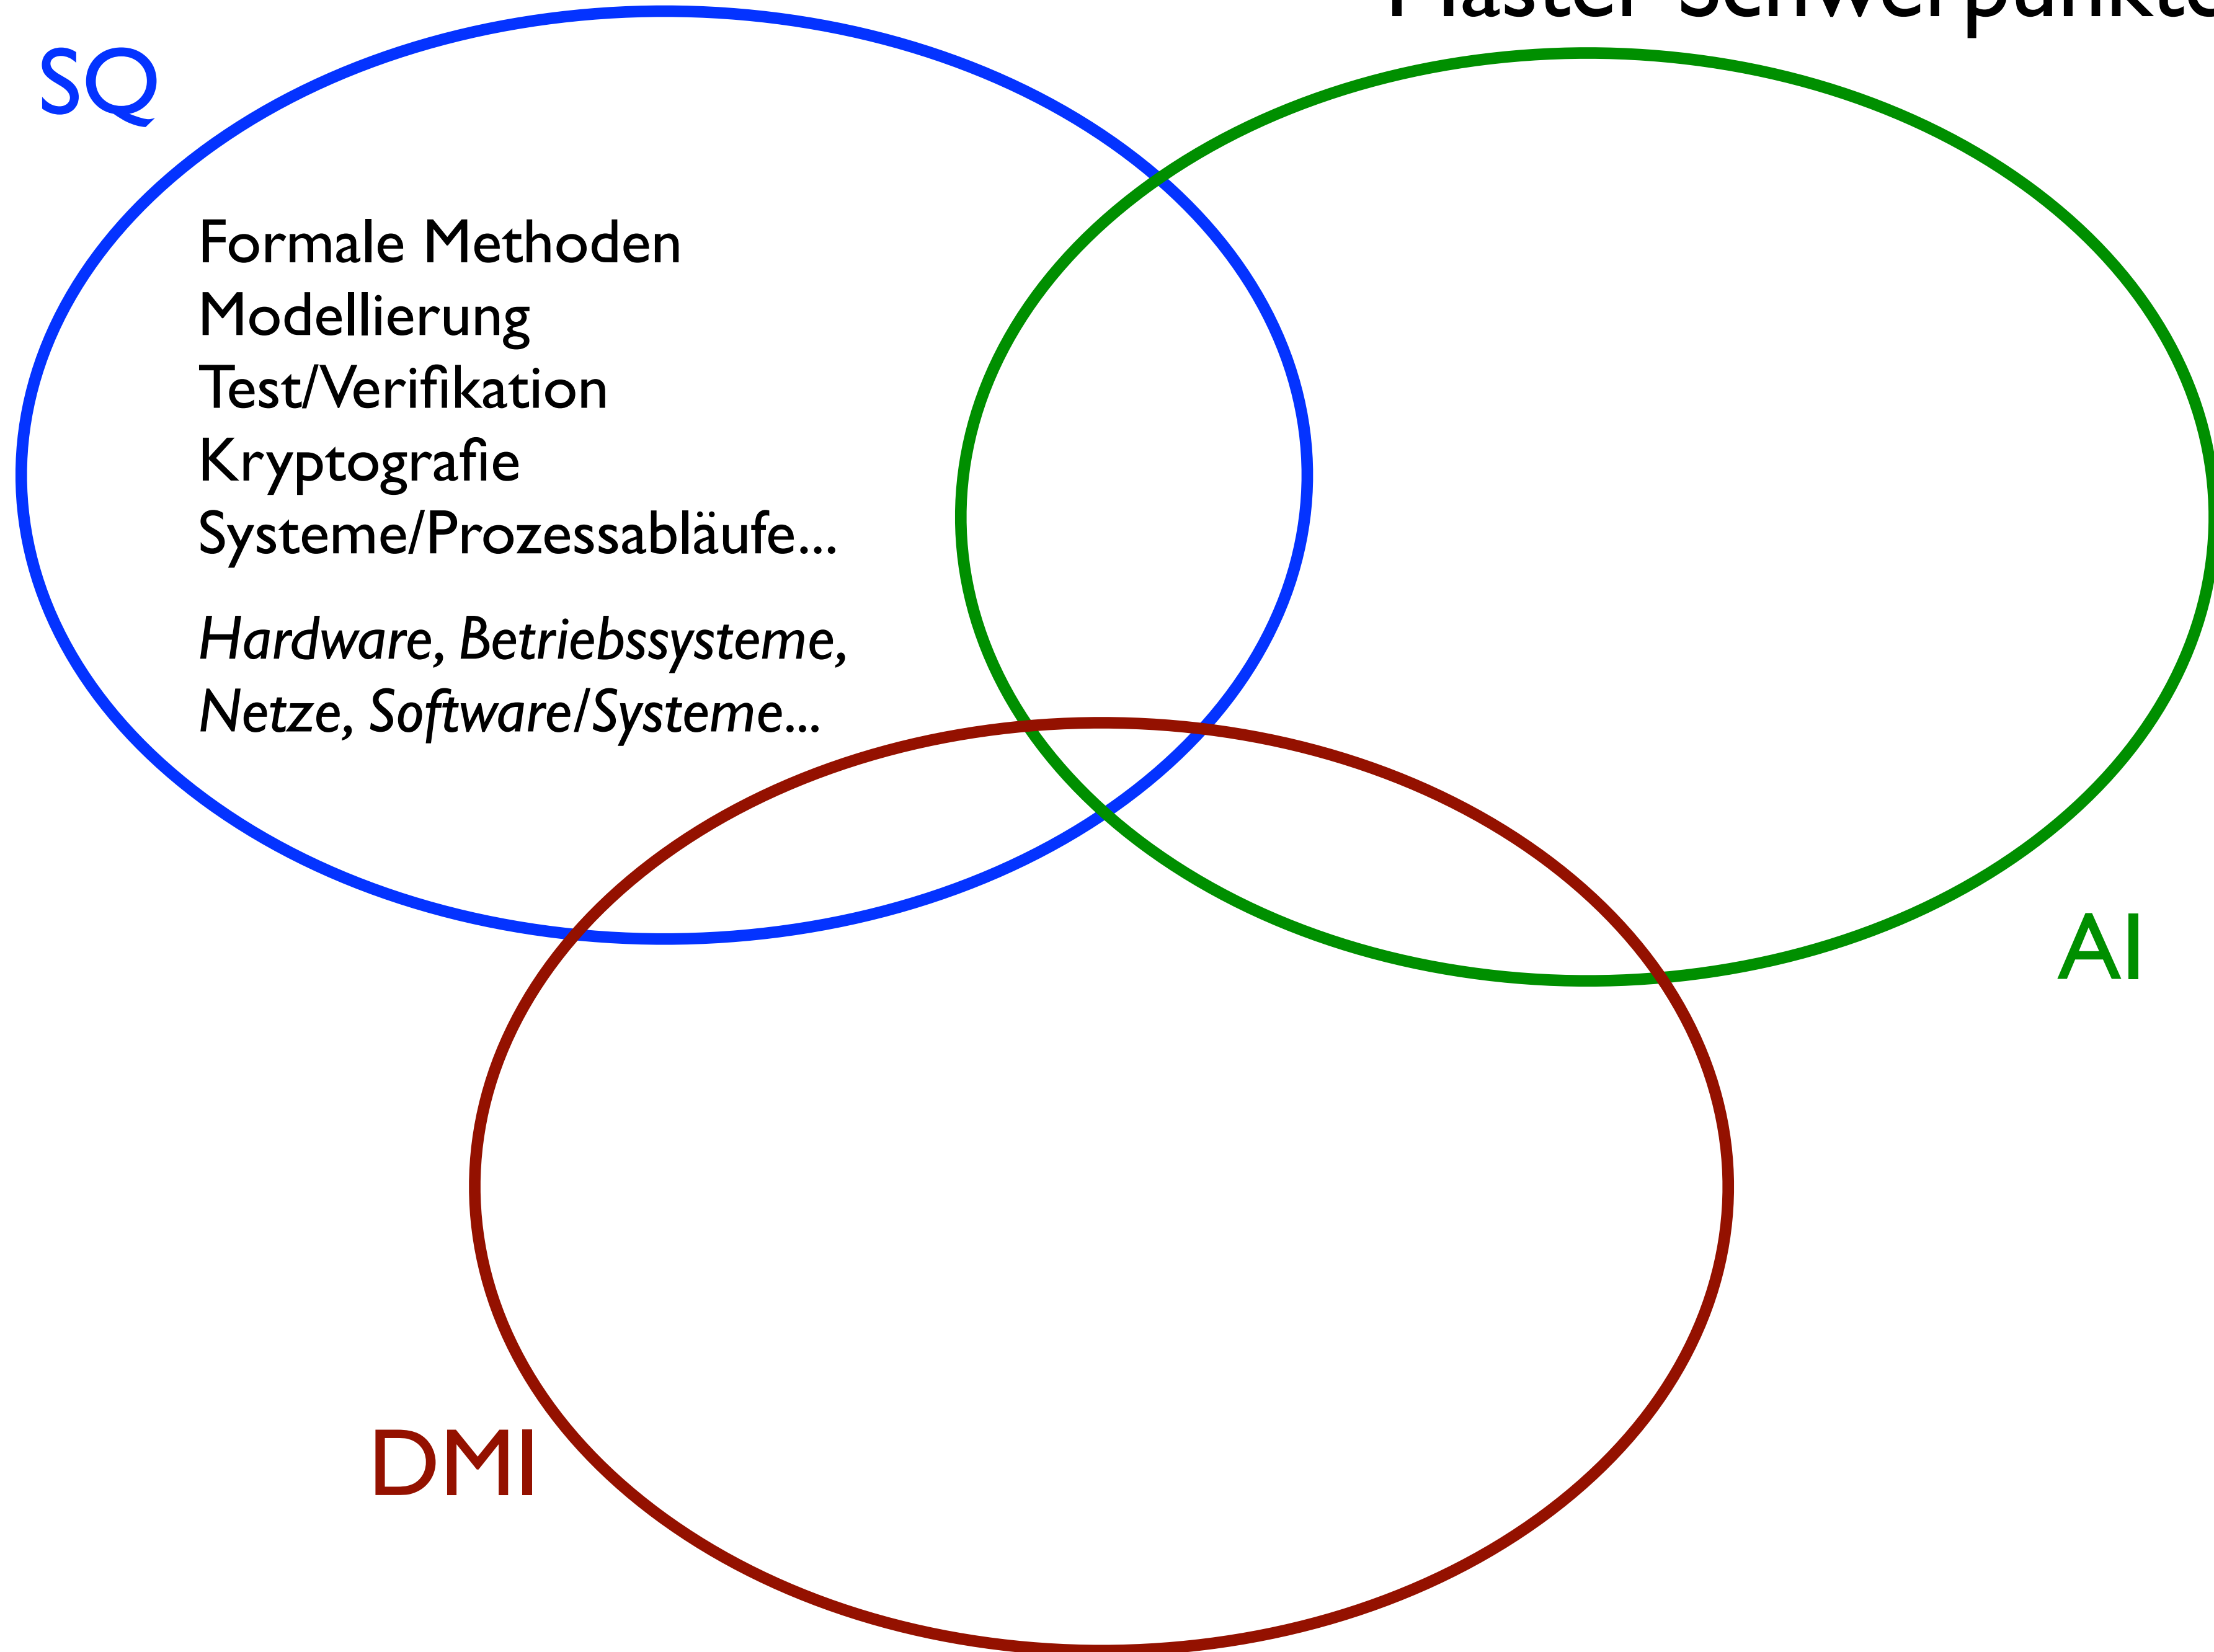 SQ
Formale Methoden
Modellierung
Test/Verifikation
Kryptografie
Systeme/Prozessabläufe...
Hardware, Betriebssysteme,
Netze, Software/Systeme...
AI
DMI